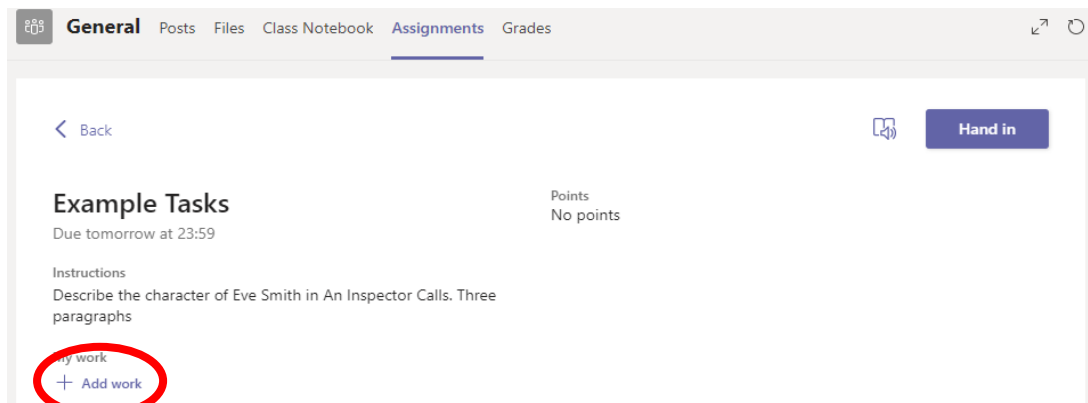 General Posts Files Class Notebook Assignments Grades
Back
Hand in
Example Tasks
Due tomorrow at 23:59
Points
No points
Instructions
Describe the character of Eve Smith in An Inspector Calls. Three
paragraphs
My work
+ Add work